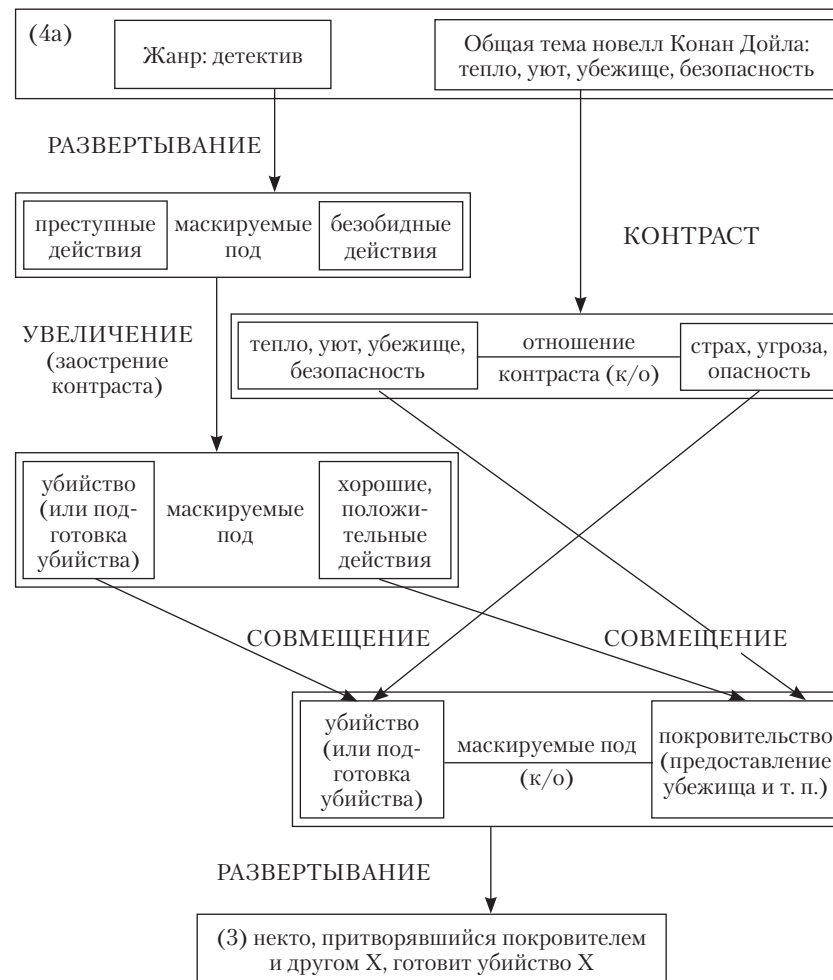 (4а)
Жанр: детектив
Общая тема новелл Конан Дойла:
тепло, уют, убежище, безопасность
РАЗВЕРТЫВАНИЕ
преступные
действия
маскируемые
под
безобидные
действия
КОНТРАСТ
УВЕЛИЧЕНИЕ
(заострение
контраста)
тепло, уют, убежище,
безопасность
отношение
контраста (к/о)
страх, угроза,
опасность
убийство
(или под-
готовка
убийства)
маскируемые
под
хорошие,
положи-
тельные
действия
СОВМЕЩЕНИЕ
СОВМЕЩЕНИЕ
убийство
(или под-
готовка
убийства)
маскируемые под
(к/о)
покровительство
(предоставление
убежища и т. п.)
РАЗВЕРТЫВАНИЕ
(3) некто, притворявшийся покровителем
и другом Х, готовит убийство Х